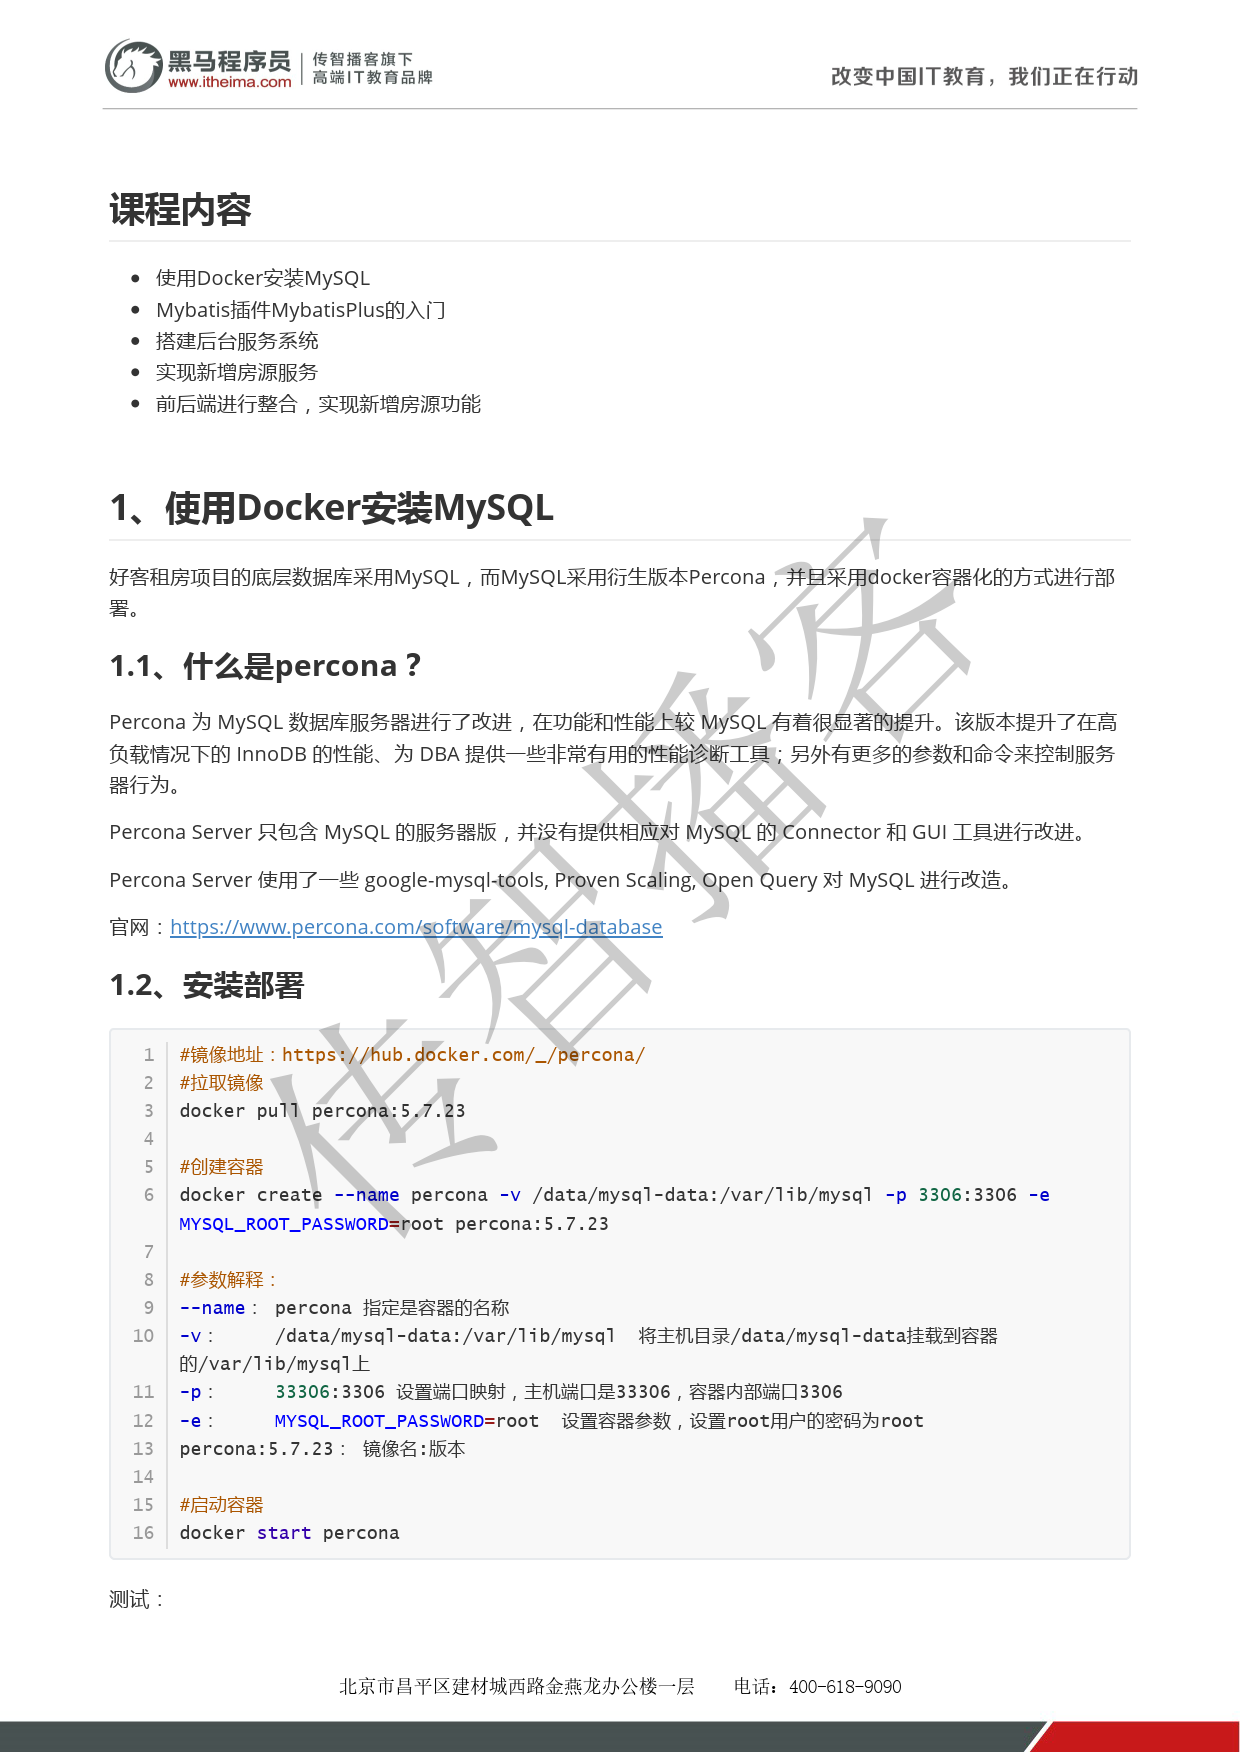 黑马程序员
www.itheima.com
传智播客旗下
高端IT教育品牌
改变中国IT教育，我们正在行动
课程内容
使用Docker安装MySQL
Mybatis插件MybatisPlus的入门
搭建后台服务系统
实现新增房源服务
前后端进行整合，实现新增房源功能
1、使用Docker安装MySQL
好客租房项目的底层数据库采用MySQL，而MySQL采用衍生版本Percona，并且采用docker容器化的方式进行部
署。
1.1、什么是percona？
Percona 为 MySQL 数据库服务器进行了改进，在功能和性能上较 MySQL 有着很显著的提升。该版本提升了在高
负载情况下的 InnoDB 的性能、为 DBA 提供一些非常有用的性能诊断工具；另外有更多的参数和命令来控制服务
器行为。
Percona Server 只包含 MySQL 的服务器版，并没有提供相应对 MySQL 的 Connector 和 GUI 工具进行改进。
Percona Server 使用了一些 google-mysql-tools, Proven Scaling, Open Query 对 MySQL 进行改造。
官网：https://www.percona.com/software/mysql-database
1.2、安装部署
1 #镜像地址：https://hub.docker.com/_/percona/
2 #拉取镜像
3 docker pull percona:5.7.23
4
5 #创建容器
6 docker create --name percona -v /data/mysql-data:/var/lib/mysql -p 3306:3306 -e
MYSQL_ROOT_PASSWORD=root percona:5.7.23
7
8 #参数解释：
9 --name： percona 指定是容器的名称
10 -v： /data/mysql-data:/var/lib/mysql 将主机目录/data/mysql-data挂载到容器
的/var/lib/mysql上
11 -p： 33306:3306 设置端口映射，主机端口是33306，容器内部端口3306
12 -e： MYSQL_ROOT_PASSWORD=root 设置容器参数，设置root用户的密码为root
13 percona:5.7.23： 镜像名:版本
14
15 #启动容器
16 docker start percona
测试：
传智播客
北京市昌平区建材城西路金燕龙办公楼一层 电话：400-618-9090